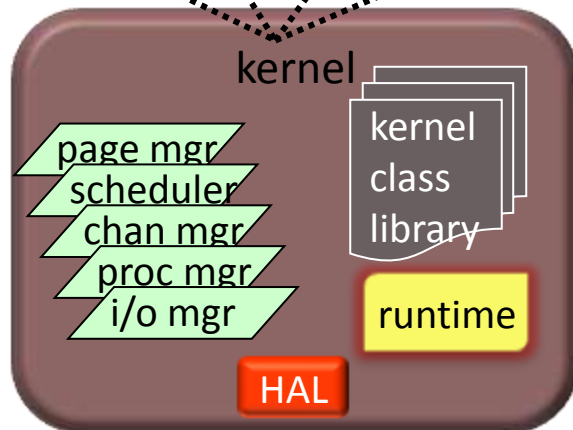 kernel
page mgr
scheduler
chan mgr
proc mgr
i/o mgr
kernel
class
library
runtime
HAL